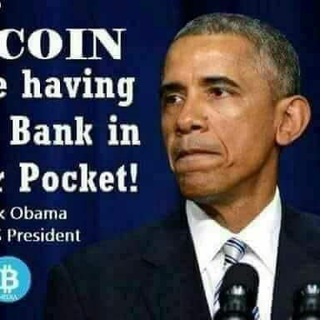 COIN
e having
Bank in
r Pocket!
k Obama
S President